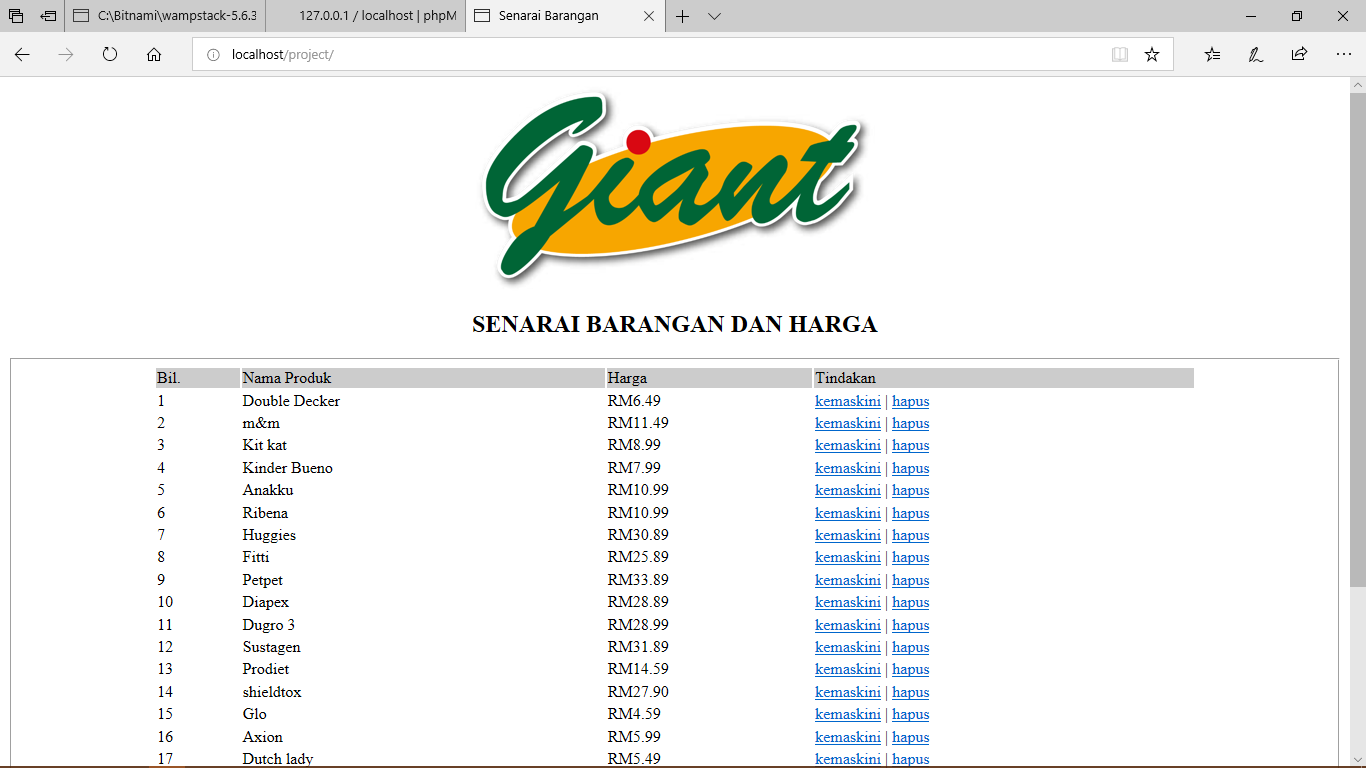 C:\Bitnami\wampstack-5.6.3
127.0.0.1 / localhost | phpM
Senarai Barangan
localhost/project/
Giant
SENARAI BARANGAN DAN HARGA
Bil. Nama Produk Harga Tindakan
1 Double Decker RM6.49 kemaskini | hapus
2 m&m RM11.49 kemaskini | hapus
3 Kit kat RM8.99 kemaskini | hapus
4 Kinder Bueno RM7.99 kemaskini | hapus
5 Anakku RM10.99 kemaskini | hapus
6 Ribena RM10.99 kemaskini | hapus
7 Huggies RM30.89 kemaskini | hapus
8 Fitti RM25.89 kemaskini | hapus
9 Petpet RM33.89 kemaskini | hapus
10 Diapex RM28.89 kemaskini | hapus
11 Dugro 3 RM28.99 kemaskini | hapus
12 Sustagen RM31.89 kemaskini | hapus
13 Prodiet RM14.59 kemaskini | hapus
14 shieldtox RM27.90 kemaskini | hapus
15 Glo RM4.59 kemaskini | hapus
16 Axion RM5.99 kemaskini | hapus
17 Dutch lady RM5.49 kemaskini | hapus